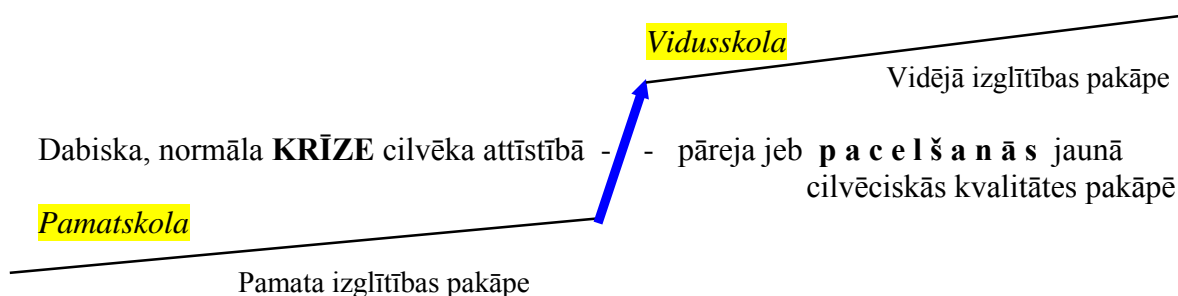 Vidusskola
Vidējā izglītības pakāpe
Dabiska, normāla KRĪZE cilvēka attīstībā - - pāreja jeb p a c e l š a n ā s jaunā
cilvēciskās kvalitātes pakāpē
Pamatskola
Pamata izglītības pakāpe